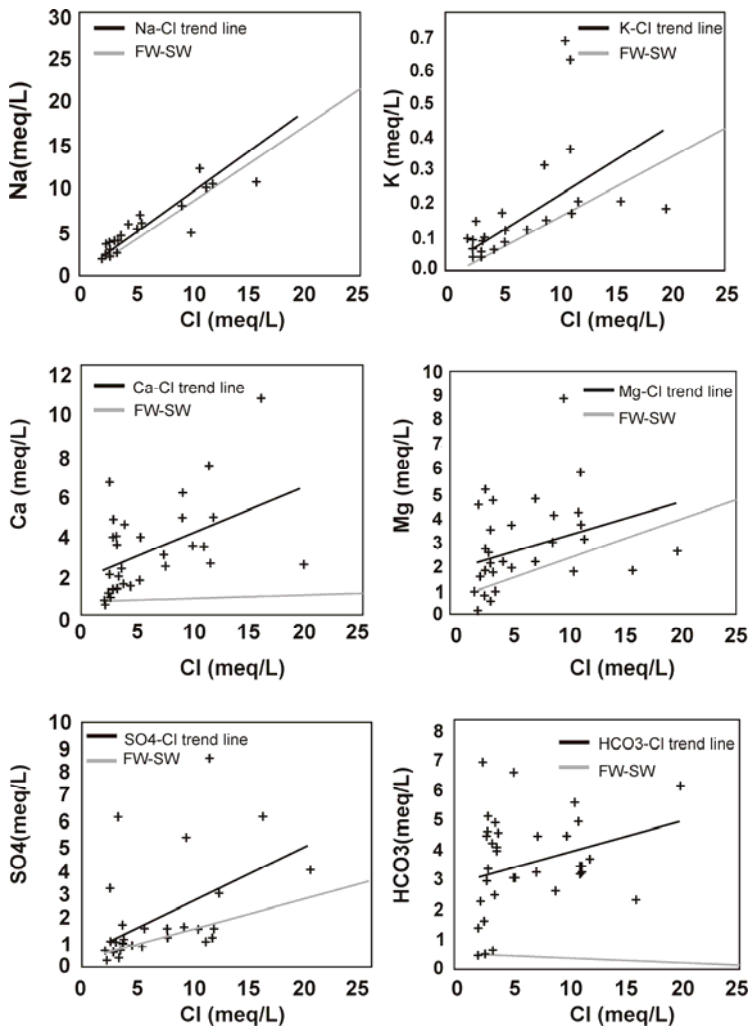 Na-Cl trend line
FW-SW
30
25
20
15
10
5
0
Na(meq/L)
0 5 10 15 20 25
Cl (meq/L)
K-Cl trend line
FW-SW
0.7
0.6
0.5
0.4
0.3
0.2
0.1
0.0
K (meq/L)
0 5 10 15 20 25
Cl (meq/L)
Ca-Cl trend line
FW-SW
12
10
8
6
4
2
0
Ca (meq/L)
0 5 10 15 20 25
Cl (meq/L)
Mg-Cl trend line
FW-SW
10
9
8
7
6
5
4
3
2
1
0
Mg (meq/L)
0 5 10 15 20 25
Cl (meq/L)
SO4-Cl trend line
FW-SW
10
9
8
7
6
5
4
3
2
1
0
SO4(meq/L)
0 5 10 15 20 25
Cl (meq/L)
HCO3-Cl trend line
FW-SW
8
7
6
5
4
3
2
1
0
HCO3(meq/L)
0 5 10 15 20 25
Cl (meq/L)